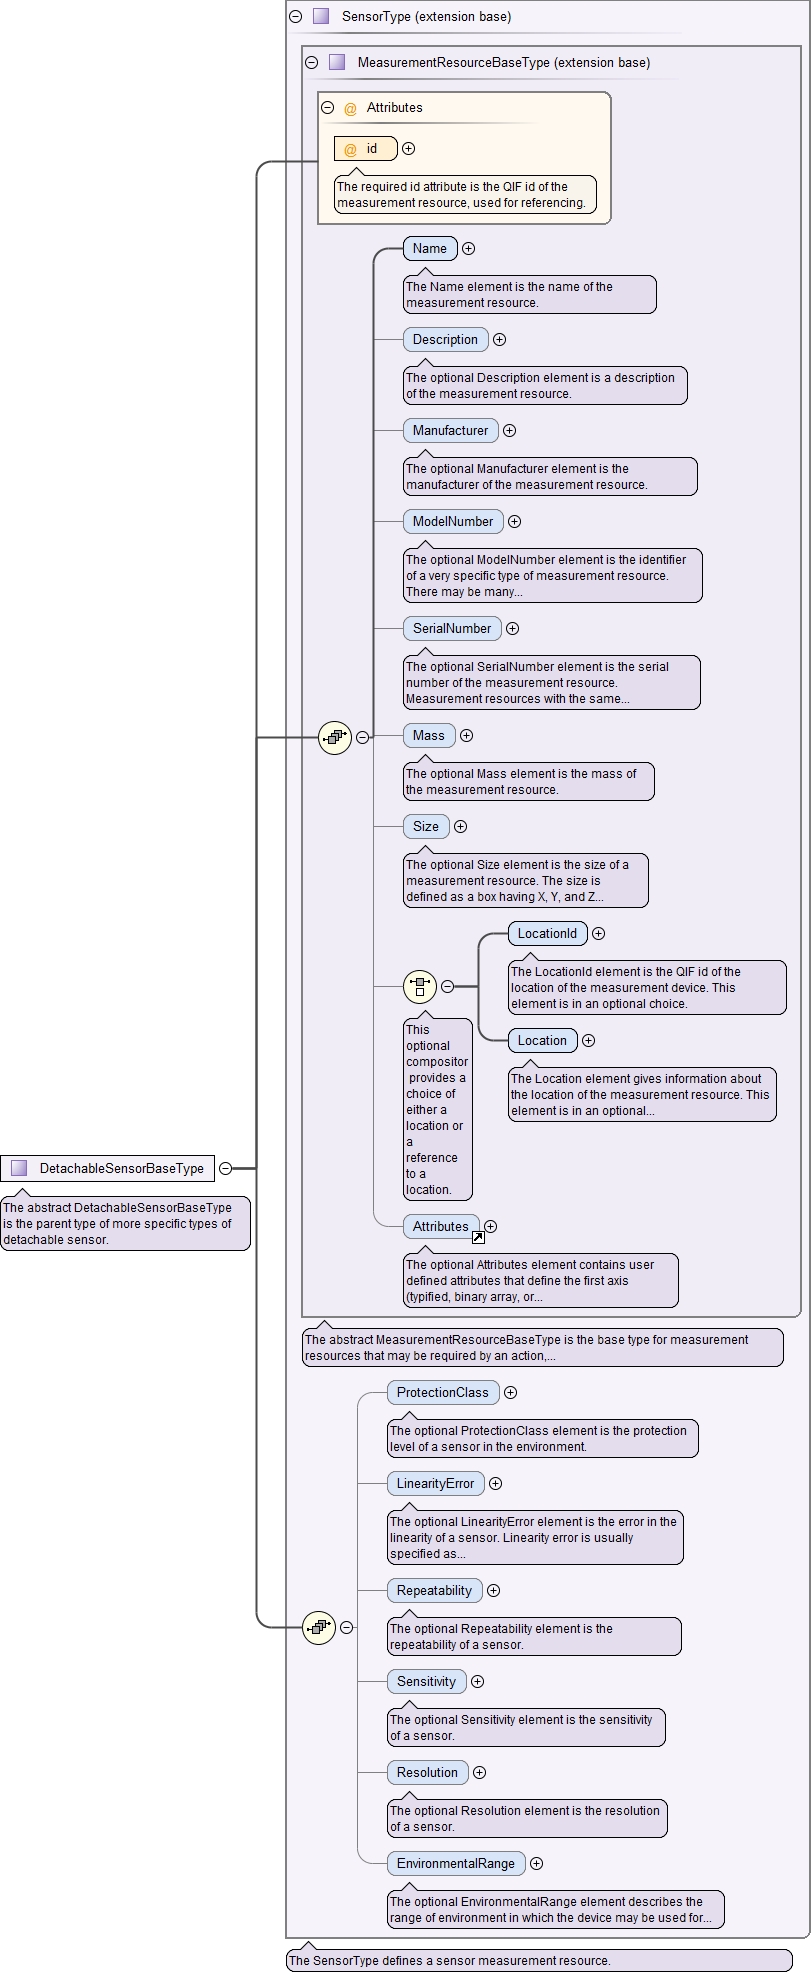 SensorType (extension base)
MeasurementResourceBaseType (extension base)
@ Attributes
@ id
The required id attribute is the QIF id of the
measurement resource, used for referencing.
Name
The Name element is the name of the
measurement resource.
Description
The optional Description element is a description
of the measurement resource.
Manufacturer
The optional Manufacturer element is the
manufacturer of the measurement resource.
ModelNumber
The optional ModelNumber element is the identifier
of a very specific type of measurement resource.
There may be many...
SerialNumber
The optional SerialNumber element is the serial
number of the measurement resource.
Measurement resources with the same...
Mass
The optional Mass element is the mass of
the measurement resource.
Size
The optional Size element is the size of a
measurement resource. The size is
defined as a box having X, Y, and Z...
LocationId
The LocationId element is the QIF id of the
location of the measurement device. This
element is in an optional choice.
Location
The Location element gives information about
the location of the measurement resource. This
element is in an optional...
This
optional
compositor
provides a
choice of
either a
location or
a
reference
to a
location.
DetachableSensorBaseType
The abstract DetachableSensorBaseType
is the parent type of more specific types of
detachable sensor.
Attributes
The optional Attributes element contains user
defined attributes that define the first axis
(typified, binary array, or...
The abstract MeasurementResourceBaseType is the base type for measurement
resources that may be required by an action,...
ProtectionClass
The optional ProtectionClass element is the protection
level of a sensor in the environment.
LinearityError
The optional LinearityError element is the error in the
linearity of a sensor. Linearity error is usually
specified as...
Repeatability
The optional Repeatability element is the
repeatability of a sensor.
Sensitivity
The optional Sensitivity element is the sensitivity
of a sensor.
Resolution
The optional Resolution element is the resolution
of a sensor.
EnvironmentalRange
The optional EnvironmentalRange element describes the
range of environment in which the device may be used for...
The SensorType defines a sensor measurement resource.